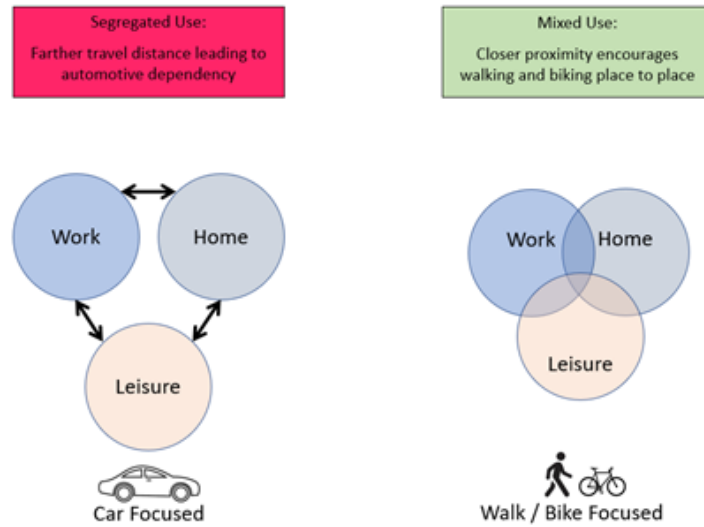 Segregated Use:
Farther travel distance leading to
automotive dependency
Mixed Use:
Closer proximity encourages
walking and biking place to place
Work
Home
Leisure
Car Focused
Work
Home
Leisure
Walk / Bike Focused